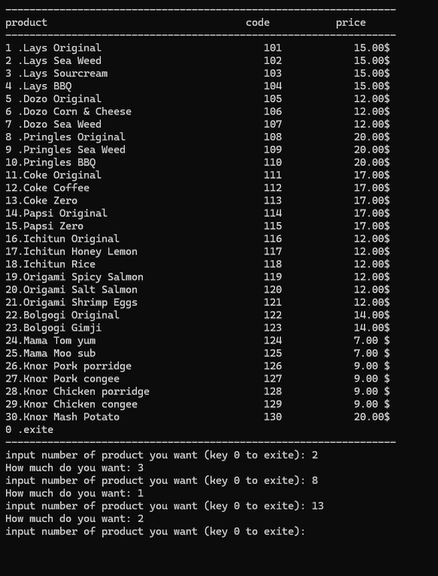 ------------------------------------------------------------------
product code price
------------------------------------------------------------------
1 .Lays Original 101 15.00$
2 .Lays Sea Weed 102 15.00$
3 .Lays Sourcream 103 15.00$
4 .Lays BBQ 104 15.00$
5 .Dozo Original 105 12.00$
6 .Dozo Corn & Cheese 106 12.00$
7 .Dozo Sea Weed 107 12.00$
8 .Pringles Original 108 20.00$
9 .Pringles Sea Weed 109 20.00$
10.Pringles BBQ 110 20.00$
11.Coke Original 111 17.00$
12.Coke Coffee 112 17.00$
13.Coke Zero 113 17.00$
14.Papsi Original 114 17.00$
15.Papsi Zero 115 17.00$
16.Ichitun Original 116 12.00$
17.Ichitun Honey Lemon 117 12.00$
18.Ichitun Rice 118 12.00$
19.Origami Spicy Salmon 119 12.00$
20.Origami Salt Salmon 120 12.00$
21.Origami Shrimp Eggs 121 12.00$
22.Bolgogi Original 122 14.00$
23.Bolgogi Gimji 123 14.00$
24.Mama Tom yum 124 7.00 $
25.Mama Moo sub 125 7.00 $
26.Knor Pork porridge 126 9.00 $
27.Knor Pork congee 127 9.00 $
28.Knor Chicken porridge 128 9.00 $
29.Knor Chicken congee 129 9.00 $
30.Knor Mash Potato 130 20.00$
0 .exite
------------------------------------------------------------------
input number of product you want (key 0 to exite): 2
How much do you want: 3
input number of product you want (key 0 to exite): 8
How much do you want: 1
input number of product you want (key 0 to exite): 13
How much do you want: 2
input number of product you want (key 0 to exite):